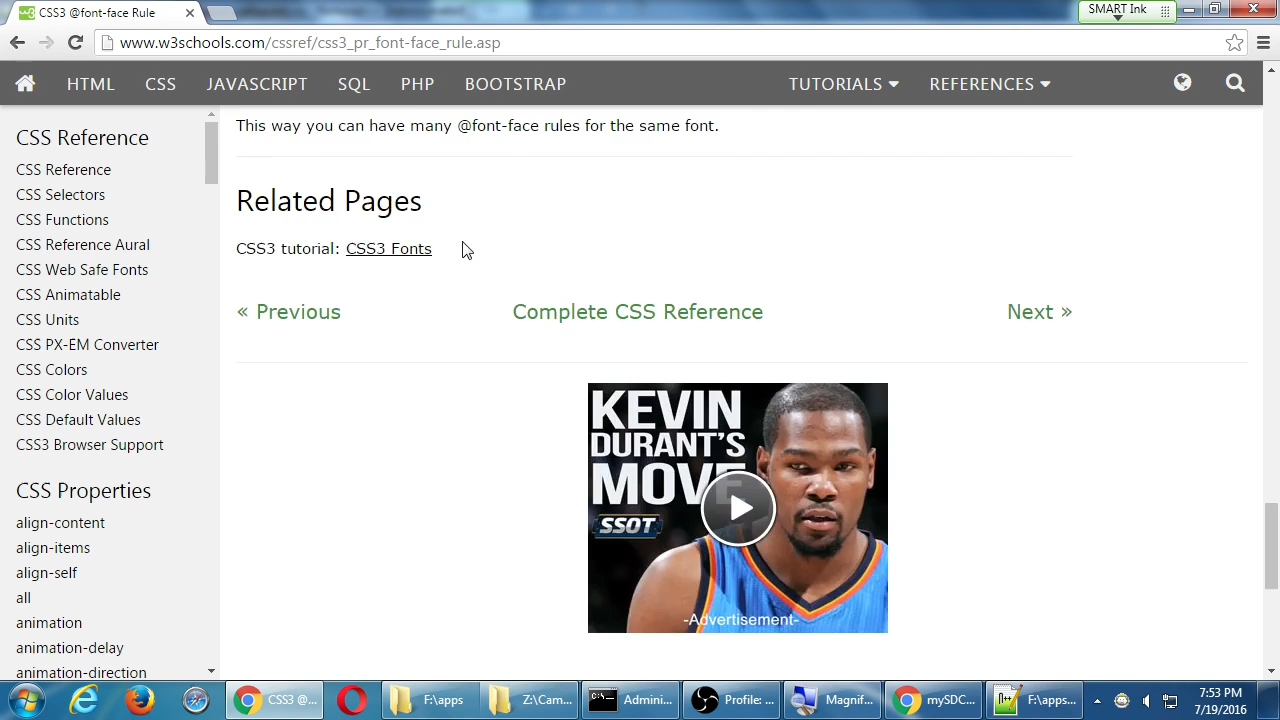 CSS3 @font-face Rule
SMART Ink
www.w3schools.com/cssref/css3_pr_font-face_rule.asp
HTML CSS JAVASCRIPT SQL PHP BOOTSTRAP TUTORIALS REFERENCES
CSS Reference
CSS Reference
CSS Selectors
CSS Functions
CSS Reference Aural
CSS Web Safe Fonts
CSS Animatable
CSS Units
CSS PX-EM Converter
CSS Colors
CSS Color Values
CSS Default Values
CSS3 Browser Support
CSS Properties
align-content
align-items
align-self
all
animation
animation-delay
animation-direction
This way you can have many @font-face rules for the same font.
Related Pages
CSS3 tutorial: CSS3 Fonts
« Previous Complete CSS Reference Next »
KEVIN
DURANT'S
MOVE
SSOT
-Advertisement-
CSS3 @... F:\apps Z:\Cam... Admini... Profile: ... Magnif... mySDC... F:\apps...
7:53 PM
7/19/2016